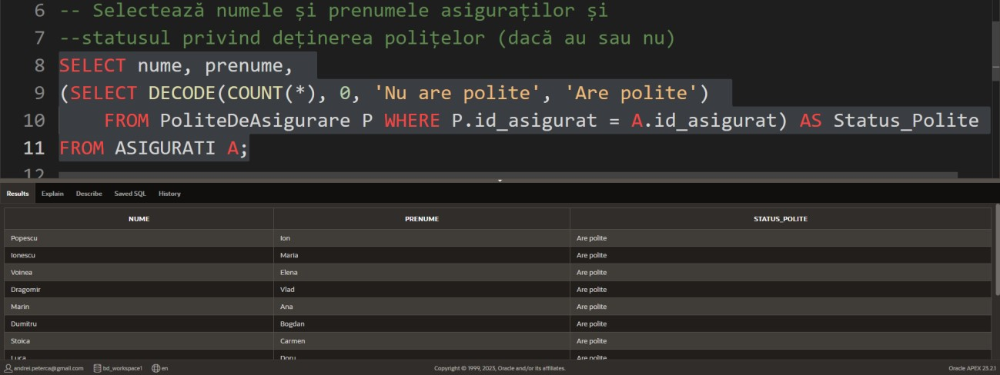 6 -- Selectează numele și prenumele asiguraților și
7 --statusul privind deținerea polițelor (dacă au sau nu)
8 SELECT nume, prenume,
9 (SELECT DECODE(COUNT(*), 0, 'Nu are polite', 'Are polite')
10 FROM PoliteDeAsigurare P WHERE P.id_asigurat = A.id_asigurat) AS Status_Polite
11 FROM ASIGURATI A;
12
Results Explain Describe Saved SQL History
NUME PRENUME STATUS_POLITE
Popescu Ion Are polite
Ionescu Maria Are polite
Voinea Elena Are polite
Dragomir Vlad Are polite
Marin Ana Are polite
Dumitru Bogdan Are polite
Stoica Carmen Are polite
Luca Doru Are polite
andrei.peterca@gmail.com bd_workspace1 en Copyright © 1999, 2023, Oracle and/or its affiliates. Oracle APEX 23.2.1